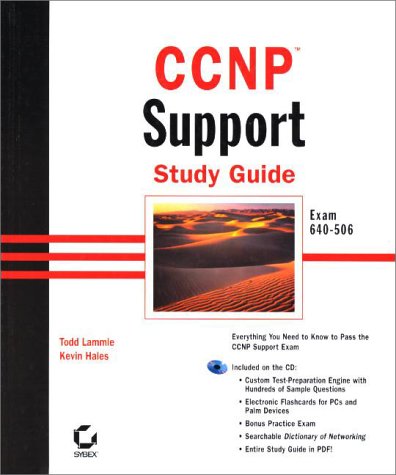 CCNP™
Support
Study Guide
Exam
640-506
Todd Lammle
Kevin Hales
Everything You Need to Know to Pass the
CCNP Support Exam
Included on the CD:
• Custom Test-Preparation Engine with
Hundreds of Sample Questions
• Electronic Flashcards for PCs and
Palm Devices
• Bonus Practice Exam
• Searchable Dictionary of Networking
• Entire Study Guide in PDF!
SYBEX®